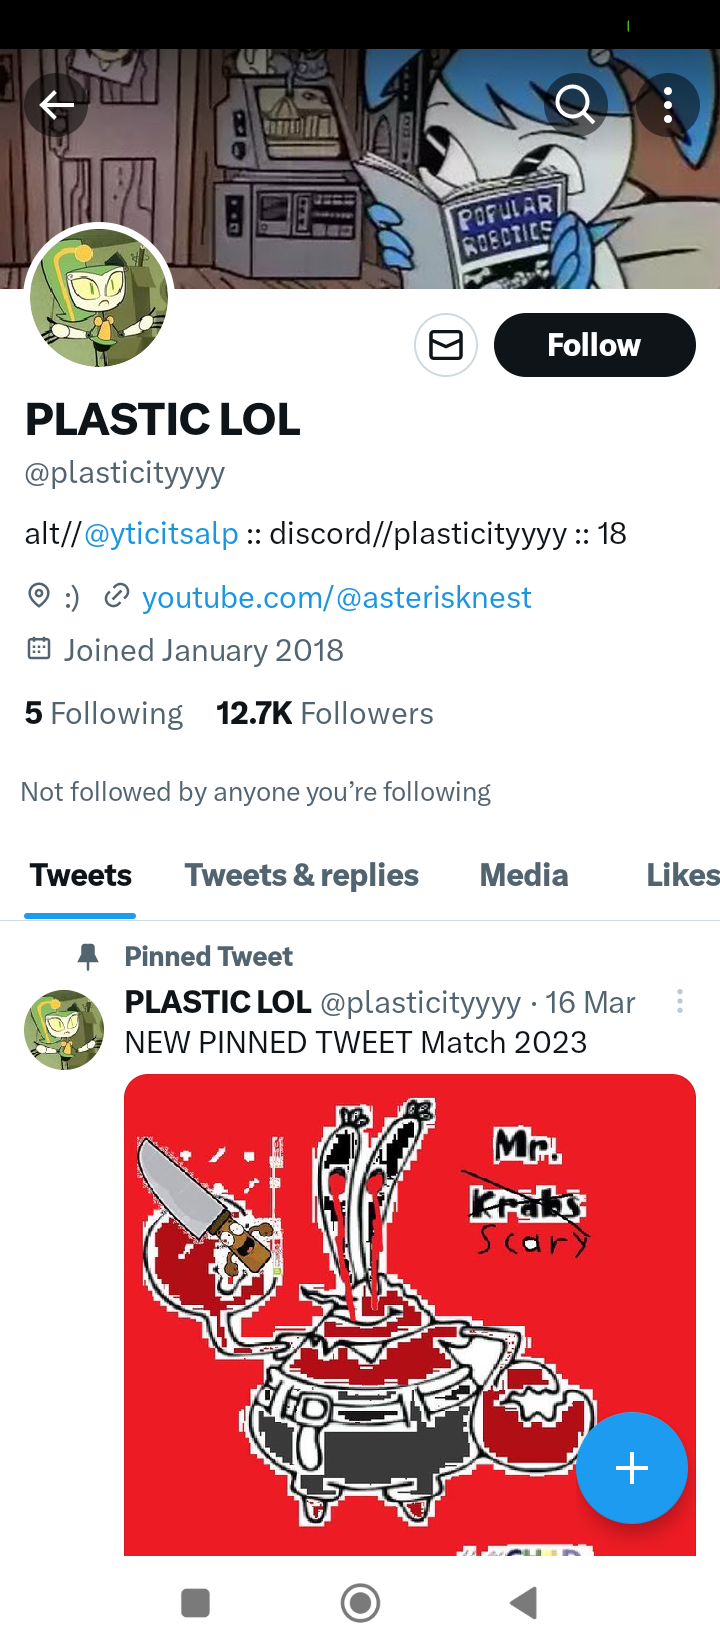 POPULAR
ROBOTICS
Follow
PLASTIC LOL
@plasticityyyy
alt//@yticitsalp :: discord//plasticityyyy :: 18
:) youtube.com/@asterisknest
Joined January 2018
5 Following 12.7K Followers
Not followed by anyone you’re following
Tweets Tweets & replies Media Likes
Pinned Tweet
PLASTIC LOL @plasticityyyy · 16 Mar
NEW PINNED TWEET Match 2023
Mr.
Krabs
Scary